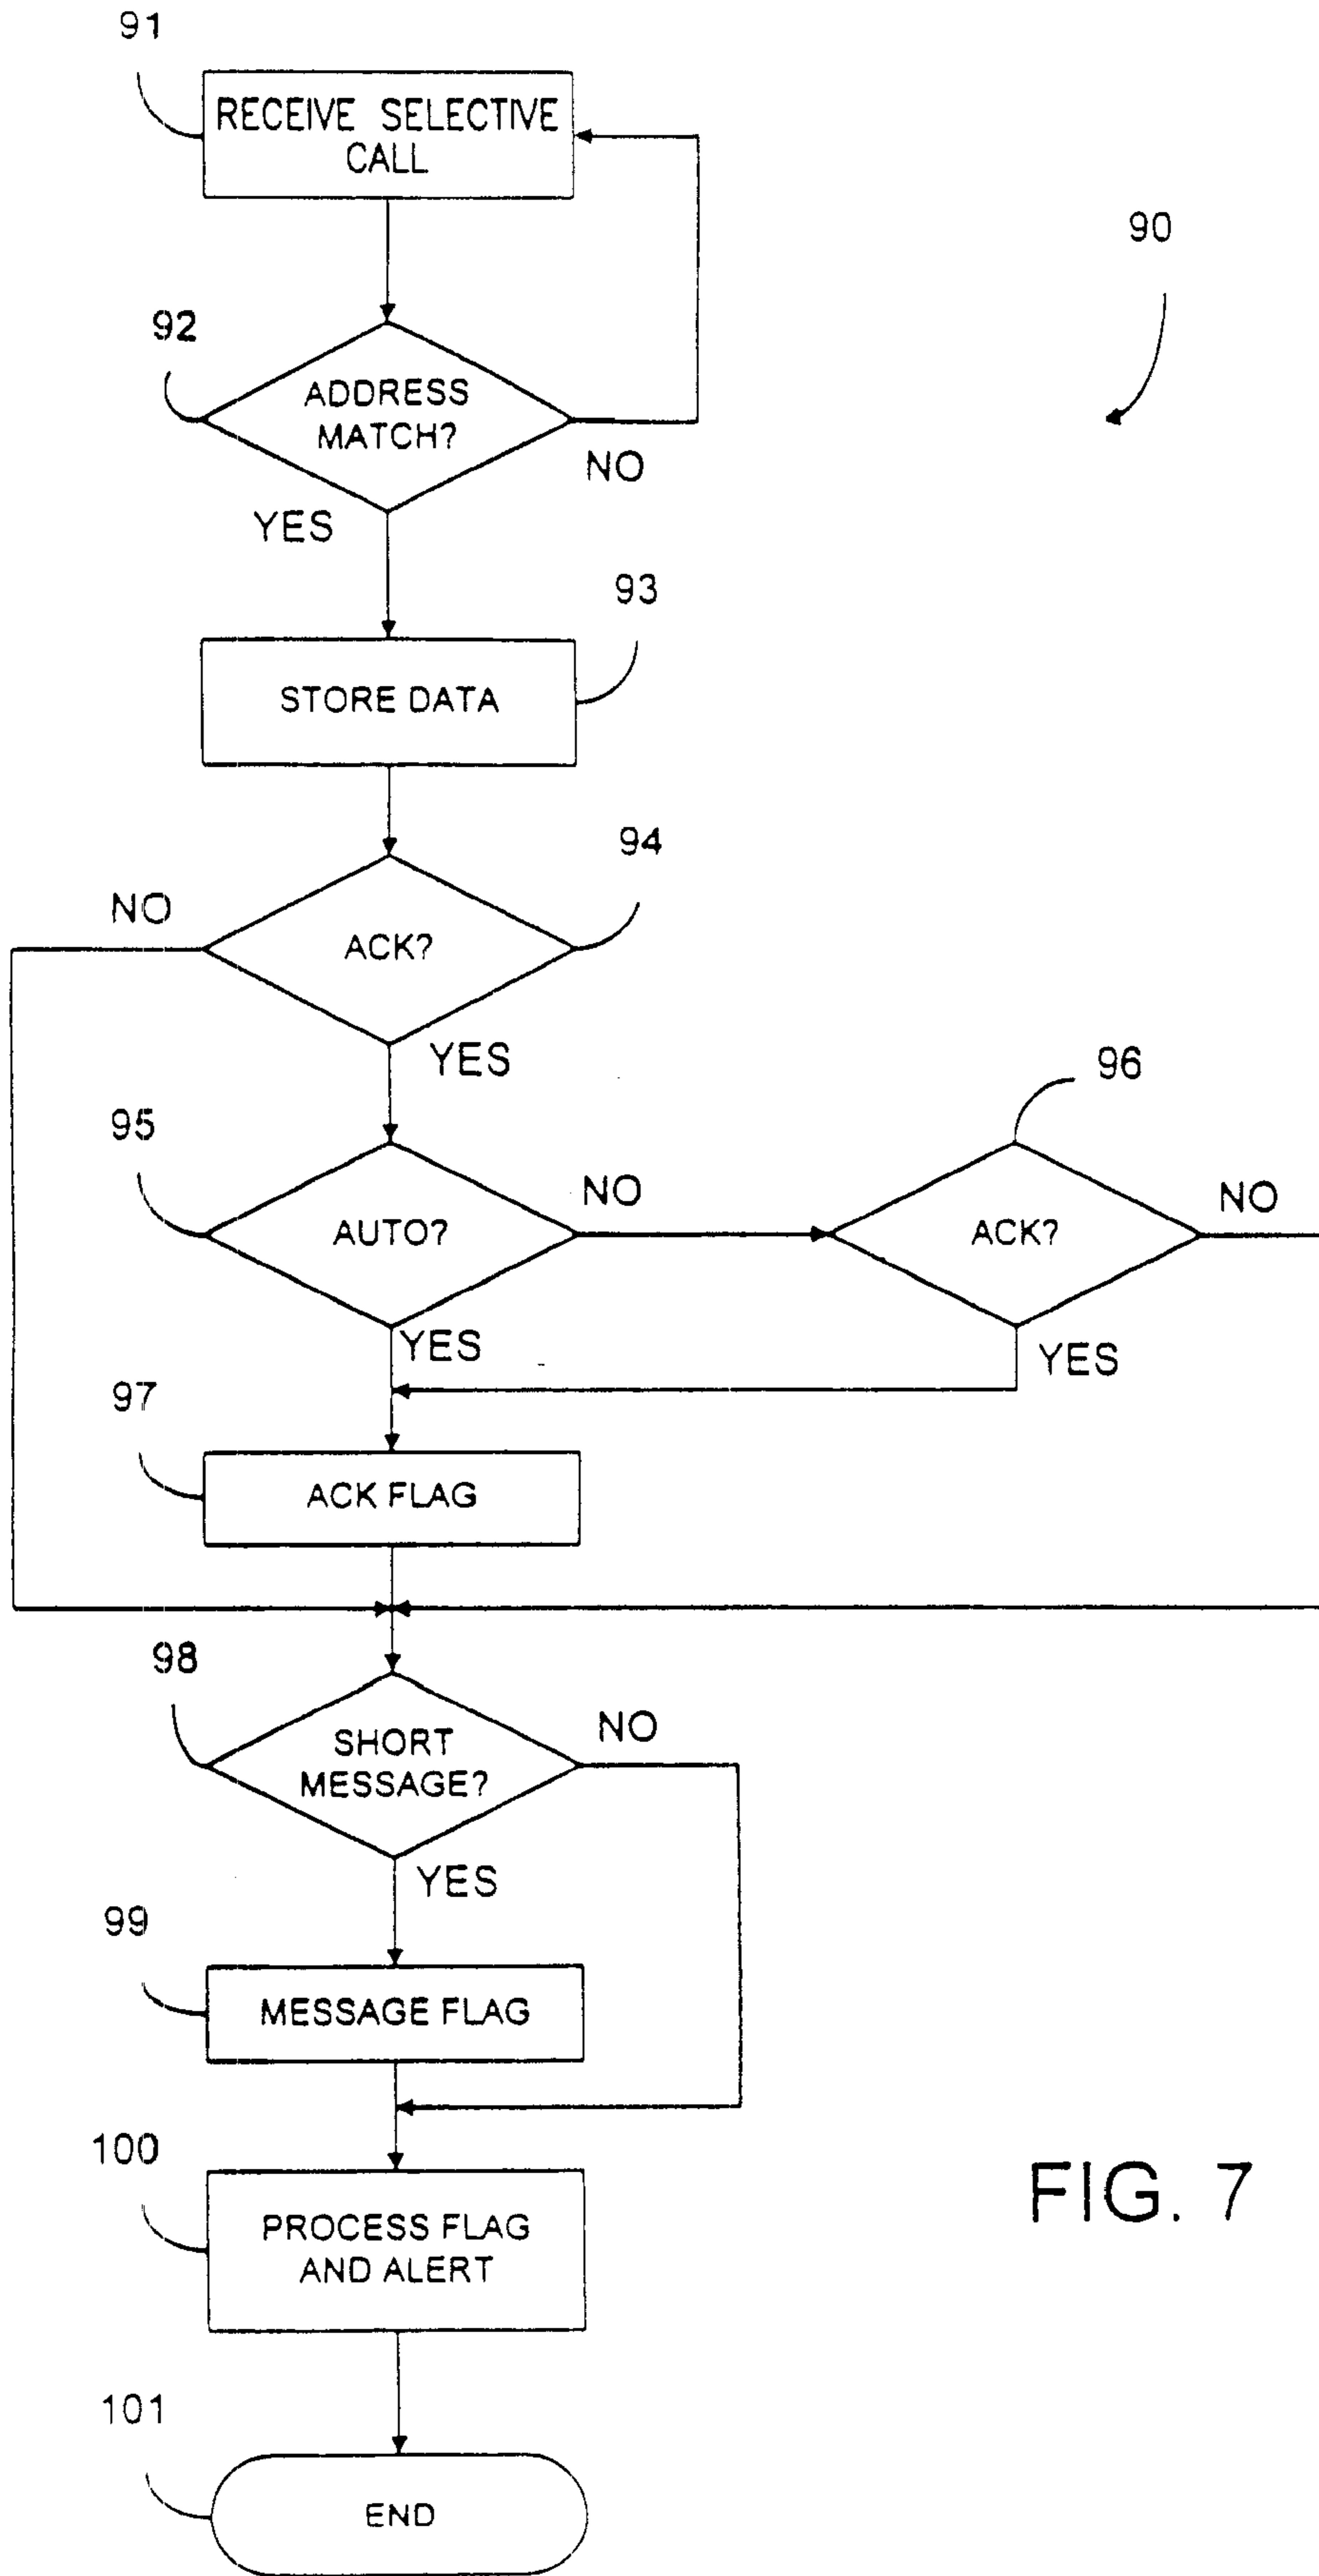 91
RECEIVE SELECTIVE
CALL
90
92
ADDRESS
MATCH?
NO
YES
93
STORE DATA
94
NO
ACK?
YES
96
95
NO
NO
AUTO?
ACK?
YES
YES
97
ACK FLAG
98
NO
SHORT
MESSAGE?
YES
99
MESSAGE FLAG
100
PROCESS FLAG
AND ALERT
FIG. 7
101
END